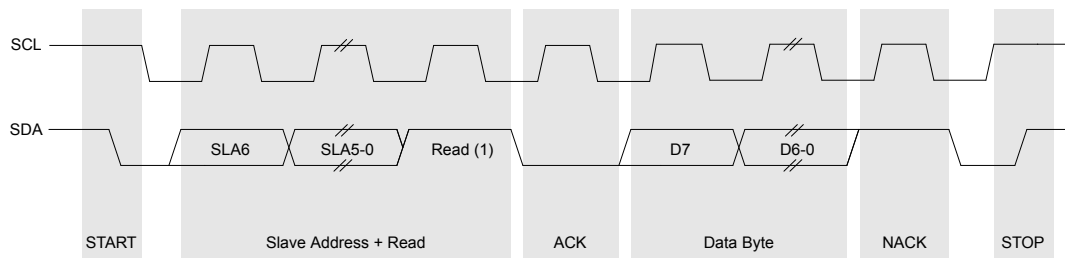 SCL
SDA
SLA6 SLA5-0 Read (1) D7 D6-0
START Slave Address + Read ACK Data Byte NACK STOP